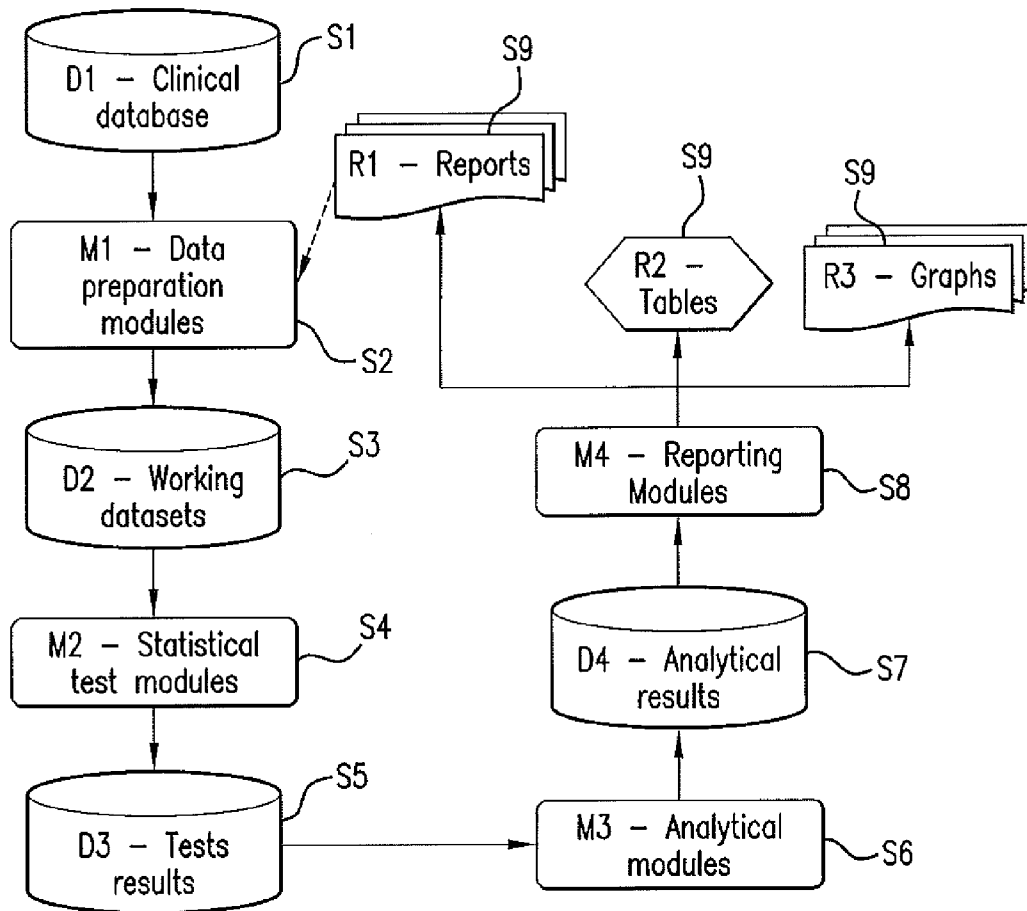 S1
D1 – Clinical
database
S9
R1 – Reports
S9
R2 –
Tables
S9
R3 – Graphs
M1 – Data
preparation
modules
S2
D2 – Working
datasets
S3
M4 – Reporting
Modules
S8
M2 – Statistical
test modules
S4
D4 – Analytical
results
S7
D3 – Tests
results
S5
M3 – Analytical
modules
S6